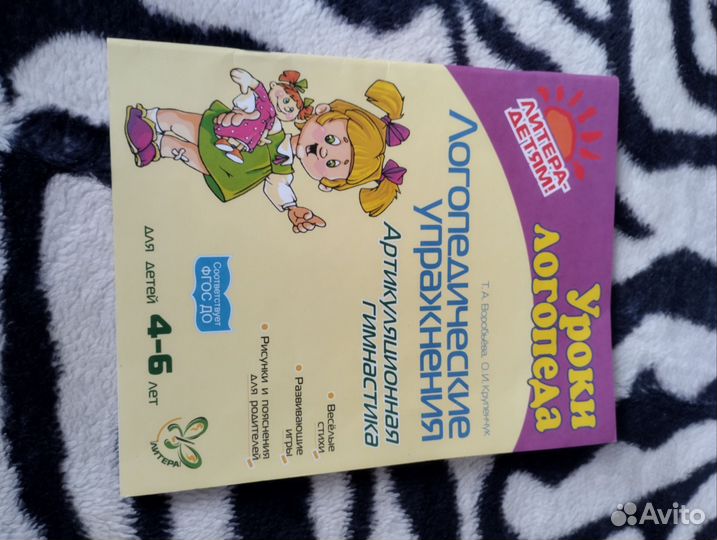 ЛИТЕРА-
ДЕТЯМ!
Уроки
логопеда
Т. А. Воробьёва, О. И. Крупенчук
Логопедические
упражнения
Артикуляционная
гимнастика
• Весёлые
стихи
• Развивающие
игры
• Рисунки и пояснения
для родителей
Соответствует
ФГОС ДО
для детей 4–6 лет
ЛИТЕРА
Avito